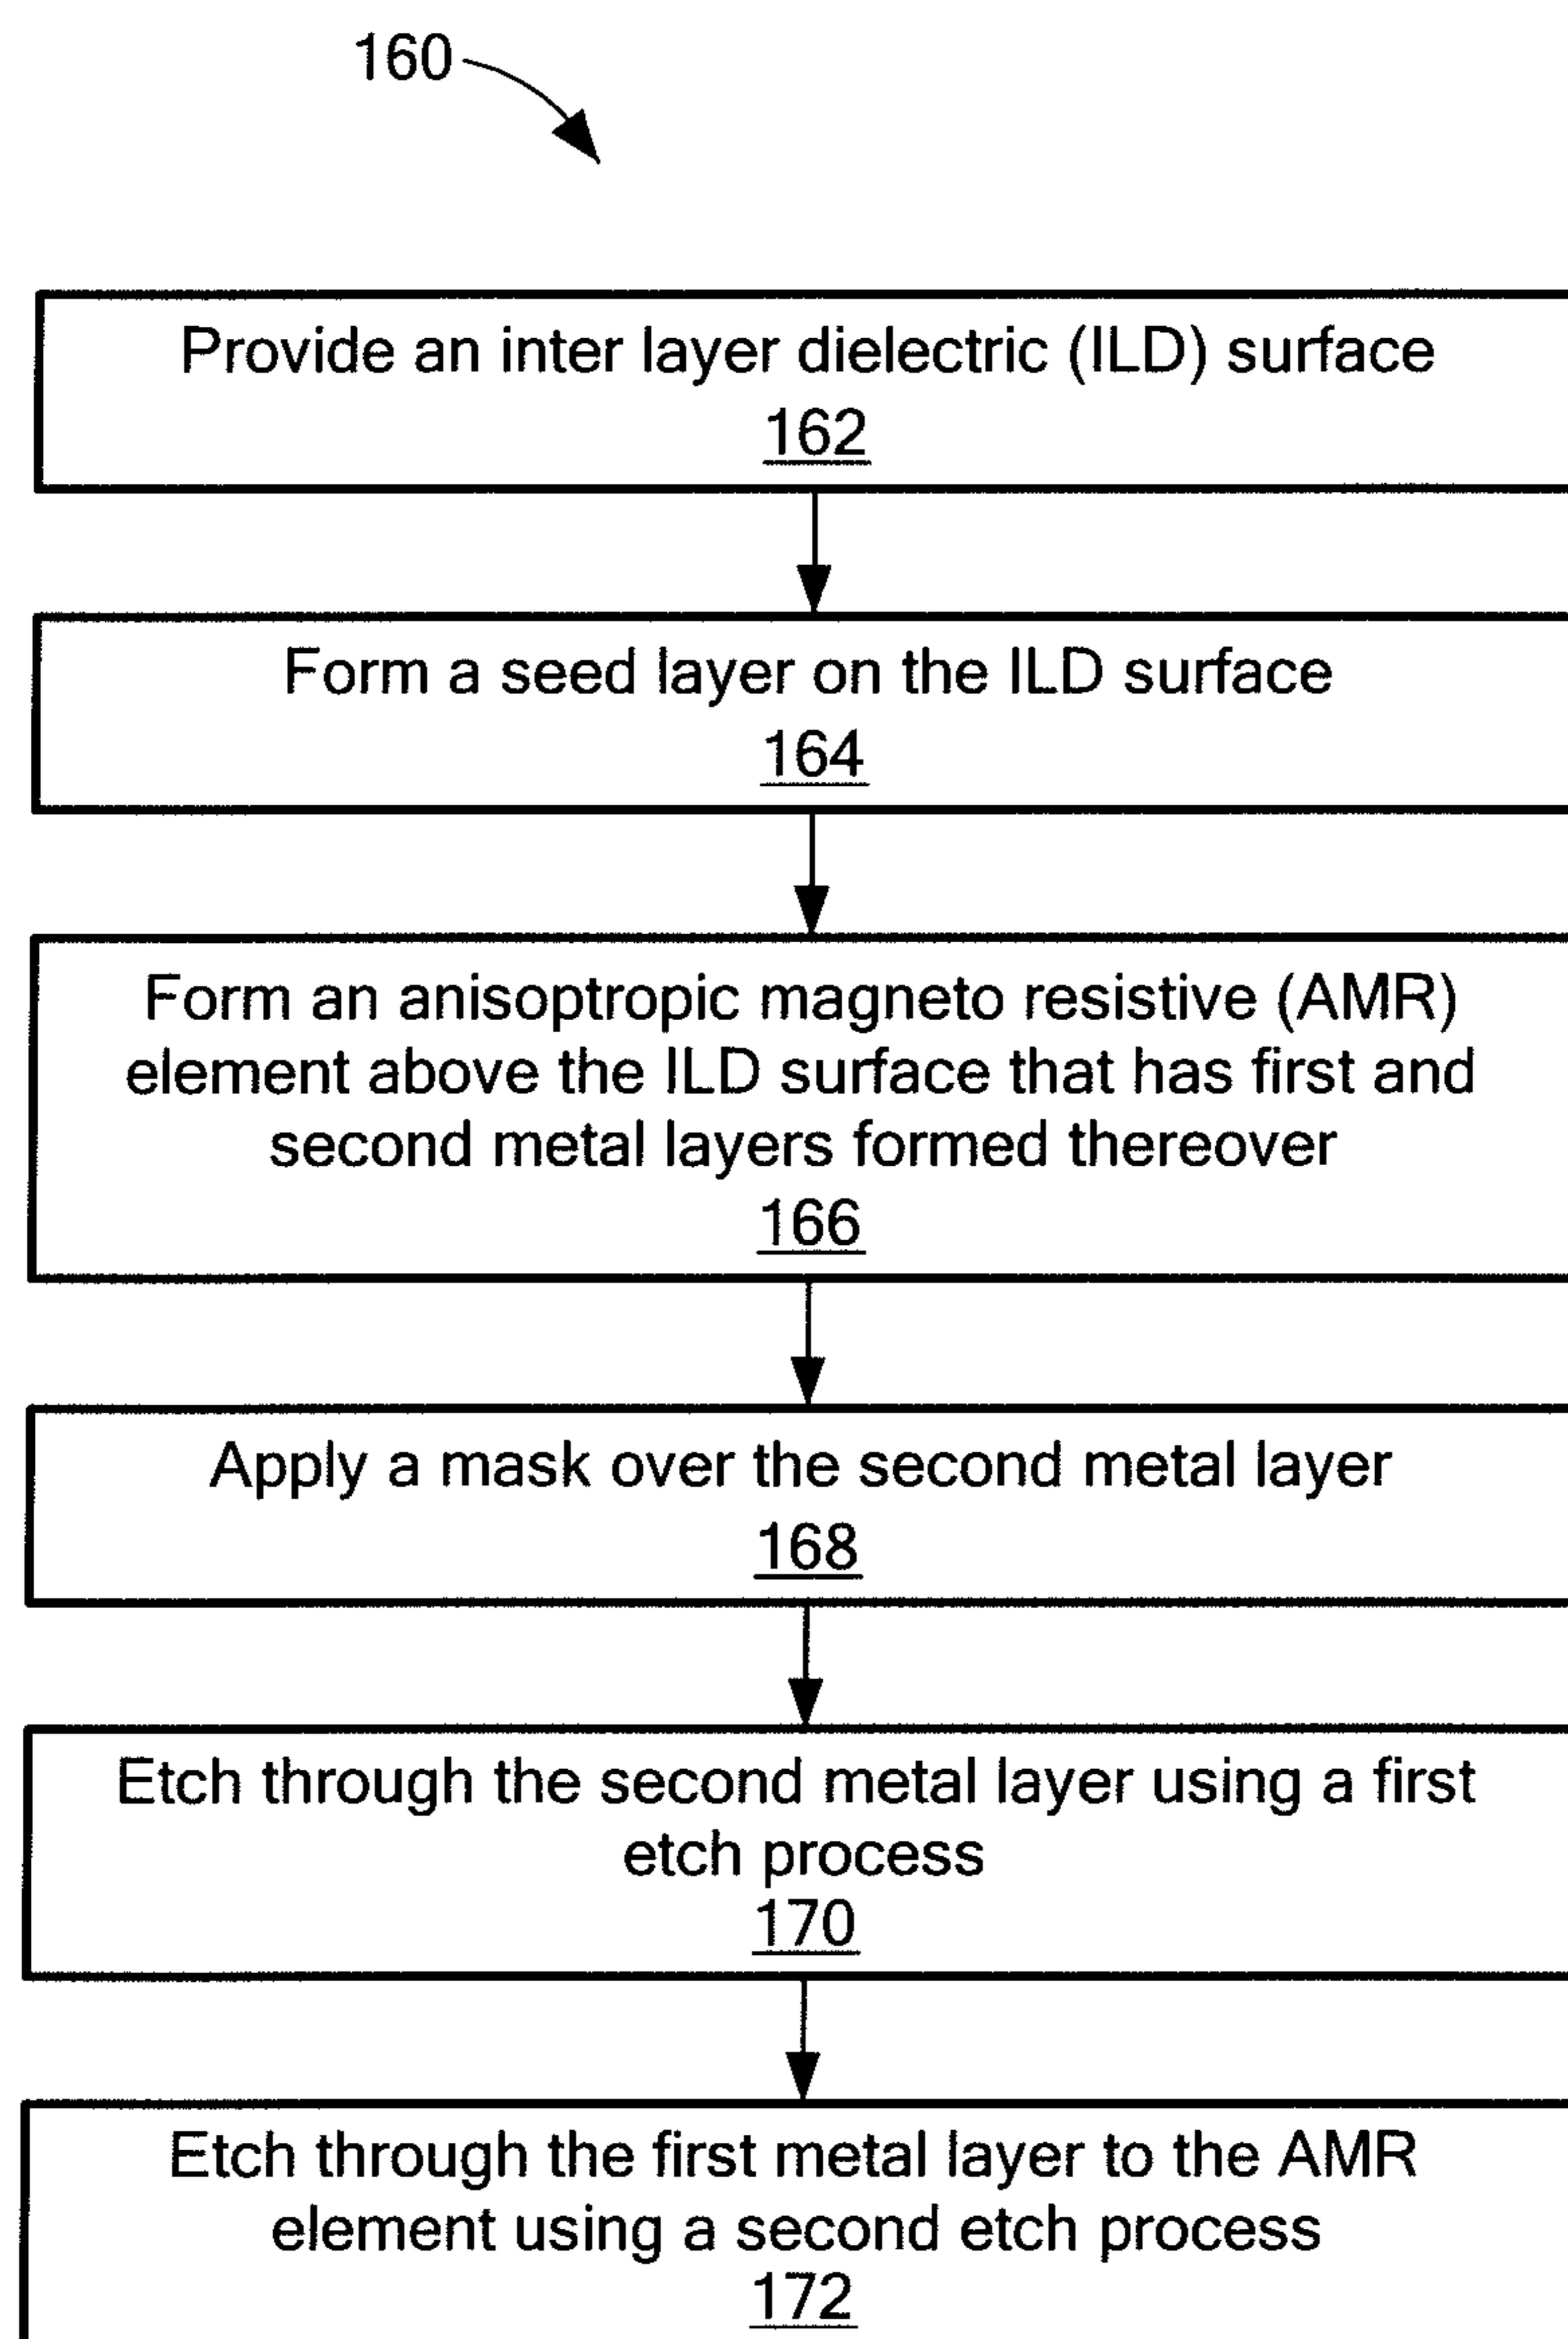 160
Provide an inter layer dielectric (ILD) surface
162
Form a seed layer on the ILD surface
164
Form an anisoptropic magneto resistive (AMR)
element above the ILD surface that has first and
second metal layers formed thereover
166
Apply a mask over the second metal layer
168
Etch through the second metal layer using a first
etch process
170
Etch through the first metal layer to the AMR
element using a second etch process
172